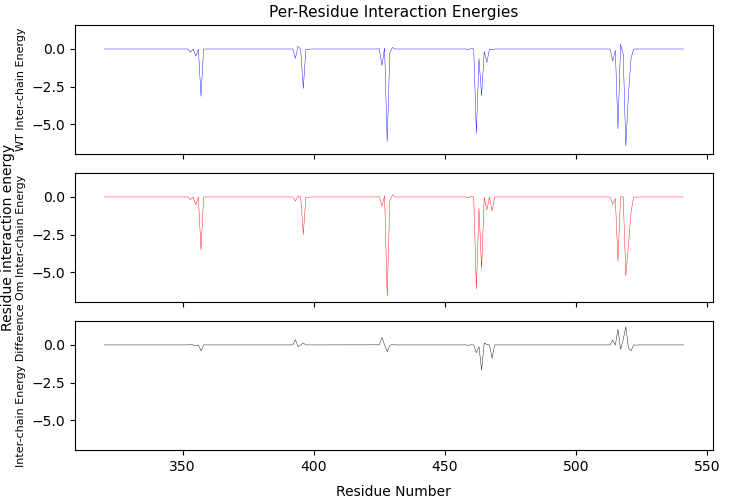 Per-Residue Interaction Energies
WT Inter-chain Energy
0.0
−2.5
−5.0
Residue interaction energy
Om Inter-chain Energy
0.0
−2.5
−5.0
Inter-chain Energy Difference
0.0
−2.5
−5.0
350
400
450
500
550
Residue Number